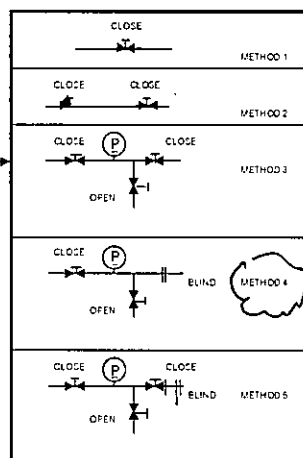 CLOSE
METHOD 1
CLOSE CLOSE
METHOD 2
CLOSE P CLOSE
METHOD 3
OPEN
CLOSE P
BLIND METHOD 4
OPEN
CLOSE P CLOSE
BLIND METHOD 5
OPEN